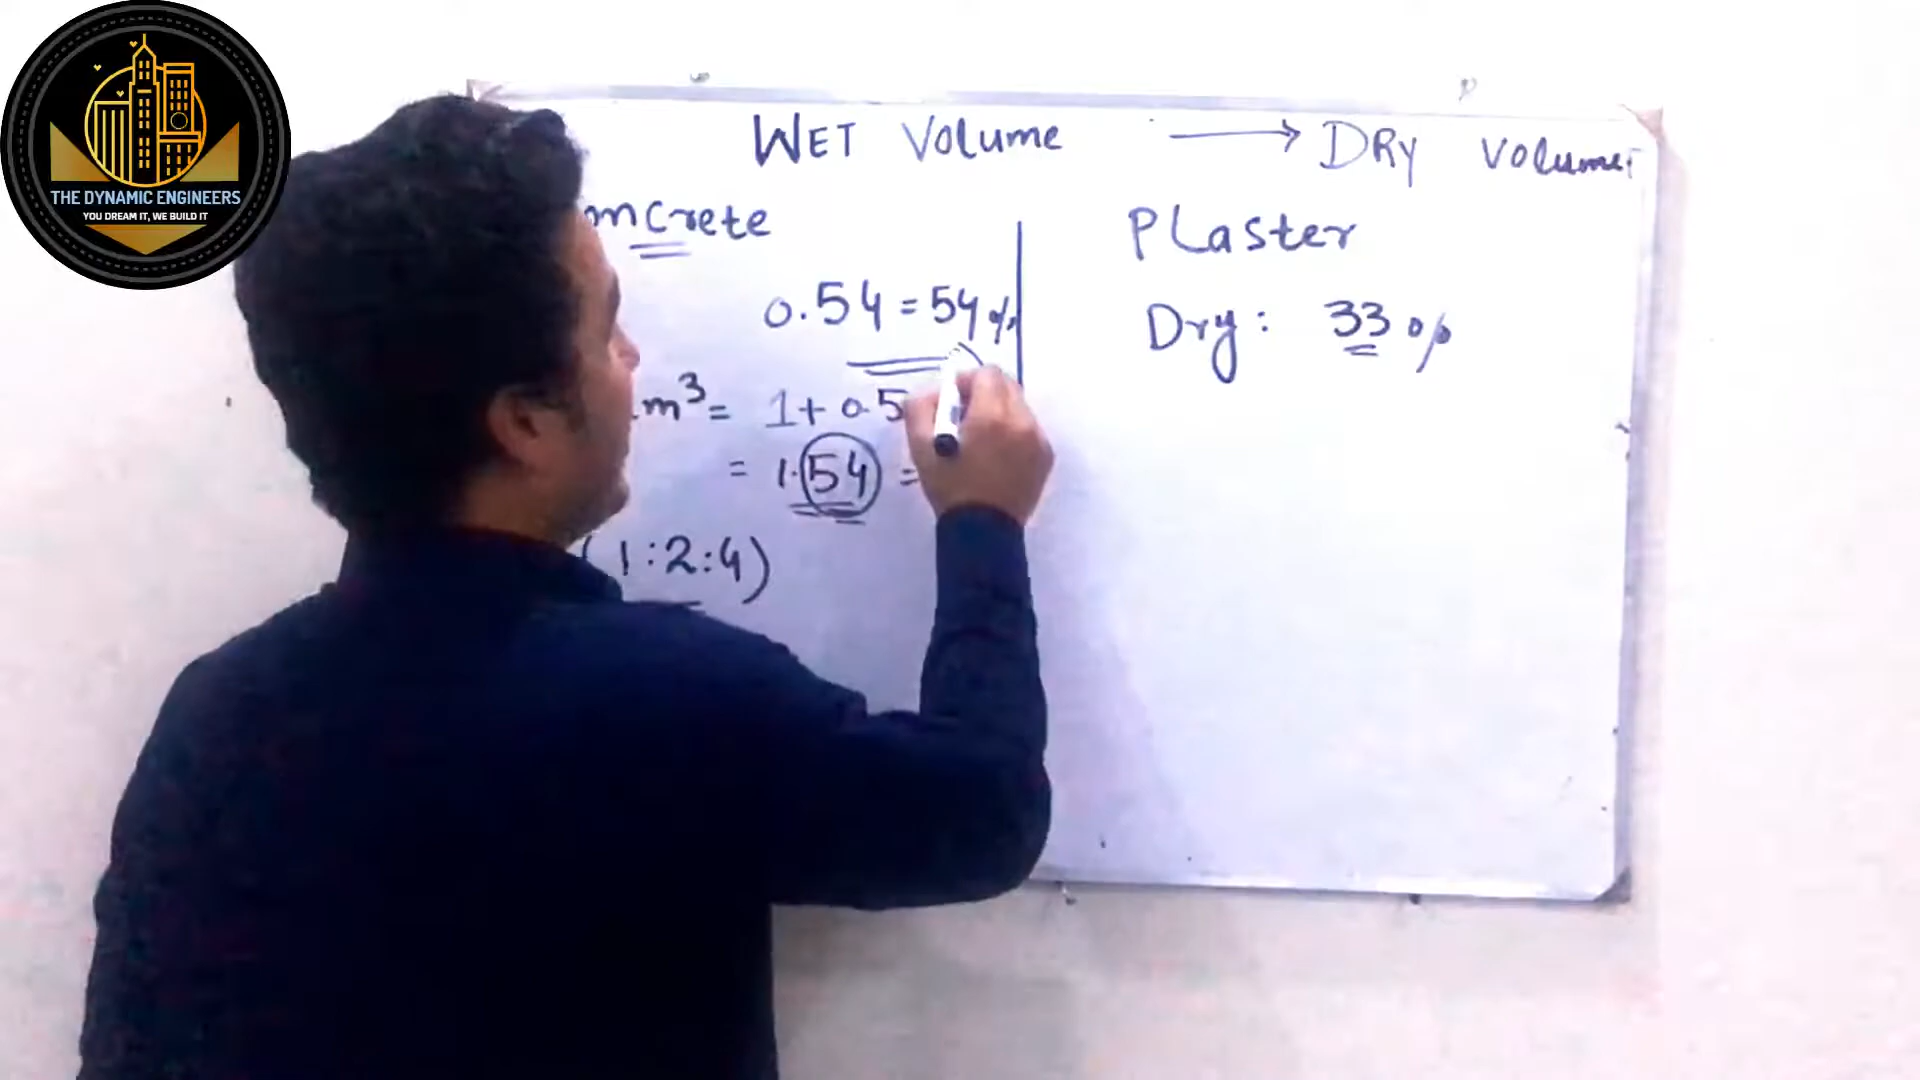 THE DYNAMIC ENGINEERS
YOU DREAM IT, WE BUILD IT
WET Volume → DRy Volume
oncrete
0.54 = 54%
m³ = 1 + 0.5
= 1.54 =
(1:2:4)
Plaster
Dry: 33%